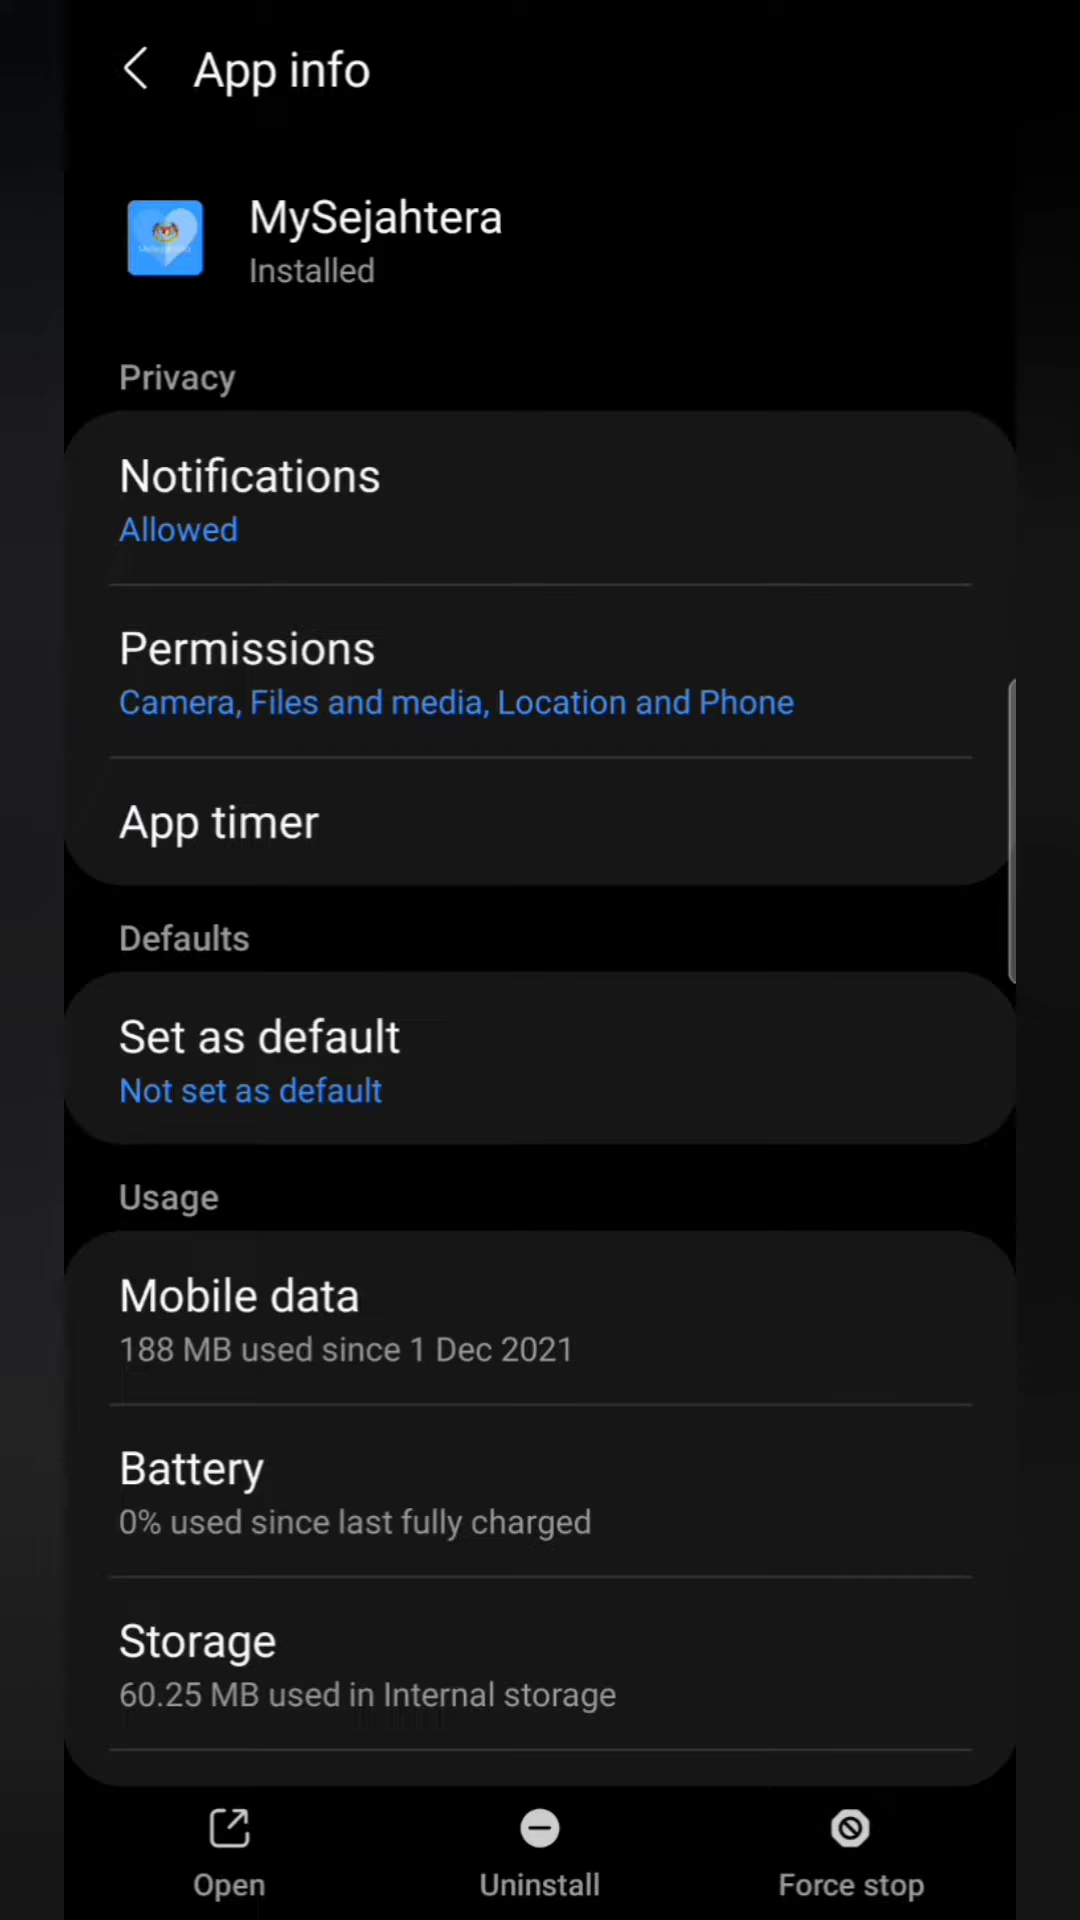 App info
MySejahtera
Installed
Privacy
Notifications
Allowed
Permissions
Camera, Files and media, Location and Phone
App timer
Defaults
Set as default
Not set as default
Usage
Mobile data
188 MB used since 1 Dec 2021
Battery
0% used since last fully charged
Storage
60.25 MB used in Internal storage
Open
Uninstall
Force stop